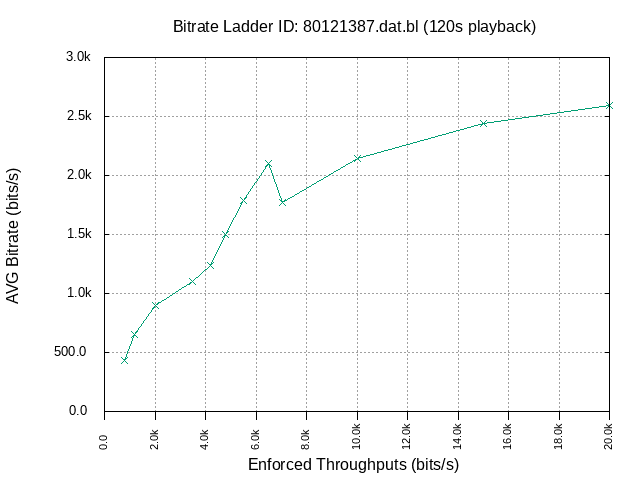 Bitrate Ladder ID: 80121387.dat.bl (120s playback)
3.0k
2.5k
2.0k
1.5k
1.0k
500.0
0.0
AVG Bitrate (bits/s)
0.0 2.0k 4.0k 6.0k 8.0k 10.0k 12.0k 14.0k 16.0k 18.0k 20.0k
Enforced Throughputs (bits/s)